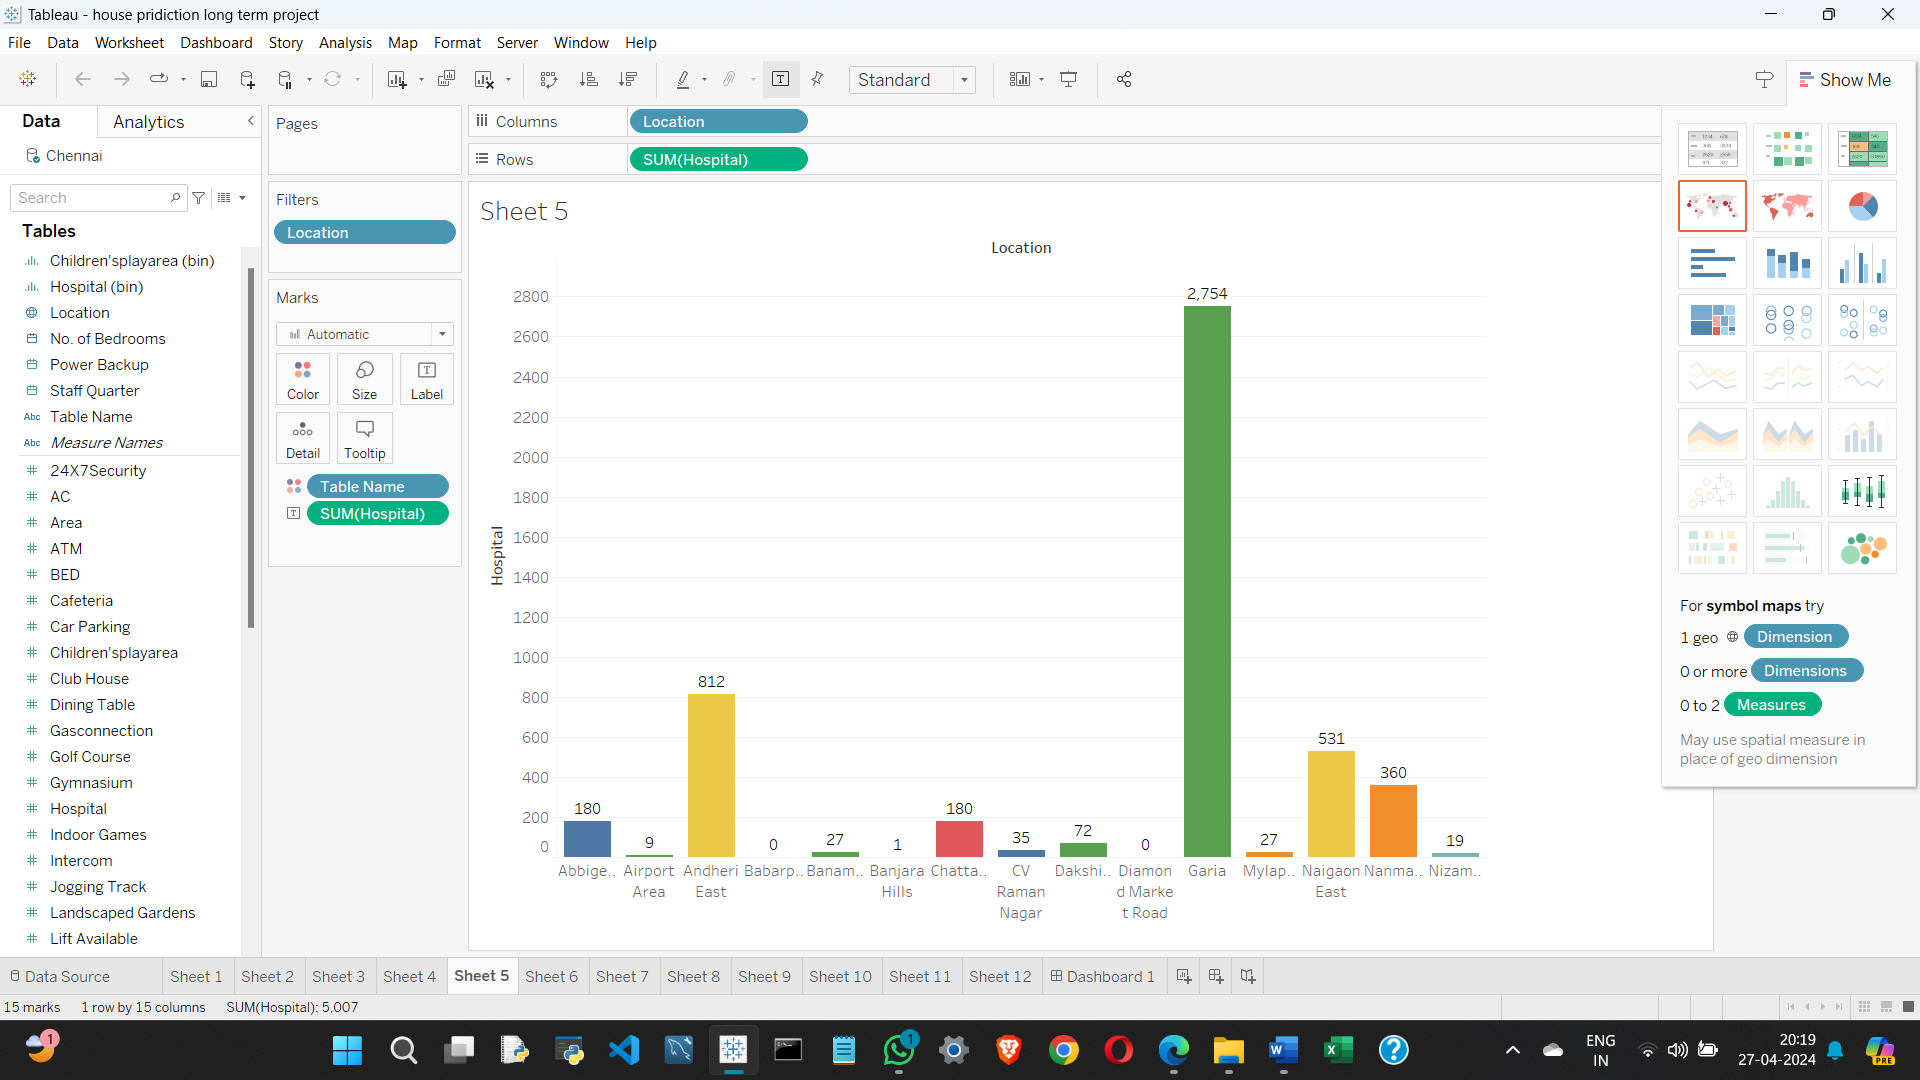 Tableau - house pridiction long term project
File Data Worksheet Dashboard Story Analysis Map Format Server Window Help
Standard
Show Me
Data Analytics
Chennai
Search
Tables
Children'splayarea (bin)
Hospital (bin)
Location
No. of Bedrooms
Power Backup
Staff Quarter
Abc Table Name
Abc Measure Names
24X7Security
AC
Area
ATM
BED
Cafeteria
Car Parking
Children'splayarea
Club House
Dining Table
Gasconnection
Golf Course
Gymnasium
Hospital
Indoor Games
Intercom
Jogging Track
Landscaped Gardens
Lift Available
Pages
Filters
Location
Marks
Automatic
Color Size Label
Detail Tooltip
Table Name
SUM(Hospital)
Columns Location
Rows SUM(Hospital)
Sheet 5
Location
Hospital
2800
2600
2400
2200
2000
1800
1600
1400
1200
1000
800
600
400
200
0
180 9 812 0 27 1 180 35 72 0 2,754 27 531 360 19
Abbige.. Airport Andheri Babarp.. Banam.. Banjara Chatta.. CV Dakshi.. Diamon Garia Mylap.. Naigaon Nanma.. Nizam..
Area East Hills Raman d Marke East
Nagar t Road
For symbol maps try
1 geo Dimension
0 or more Dimensions
0 to 2 Measures
May use spatial measure in
place of geo dimension
Data Source Sheet 1 Sheet 2 Sheet 3 Sheet 4 Sheet 5 Sheet 6 Sheet 7 Sheet 8 Sheet 9 Sheet 10 Sheet 11 Sheet 12 Dashboard 1
15 marks 1 row by 15 columns SUM(Hospital): 5,007
1
1
ENG
IN
20:19
27-04-2024
PRE